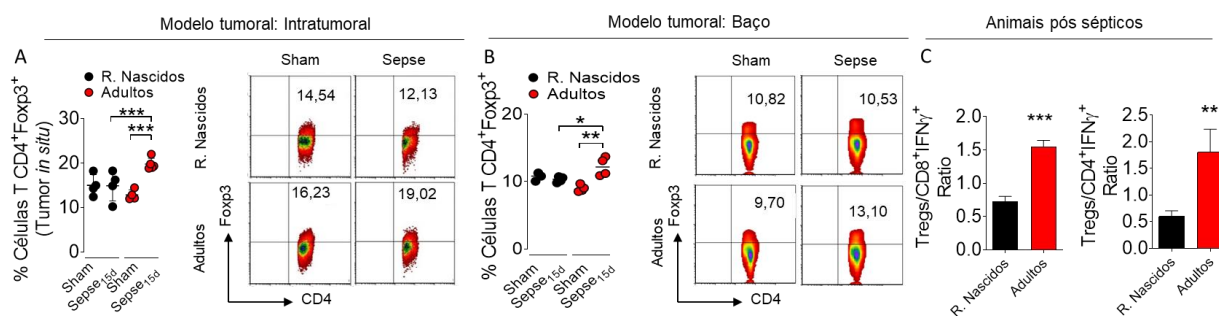 Modelo tumoral: Intratumoral
A
R. Nascidos
Adultos
% Células T CD4+Foxp3+
(Tumor in situ)
30
20
10
0
***
***
Sham
Sepse15d
Sham
Sepse15d
Sham
Sepse
R. Nascidos
Adultos
14,54
12,13
16,23
19,02
Foxp3
CD4
Modelo tumoral: Baço
B
R. Nascidos
Adultos
% Células T CD4+Foxp3+
20
10
0
*
**
Sham
Sepse15d
Sham
Sepse15d
Sham
Sepse
R. Nascidos
Adultos
10,82
10,53
9,70
13,10
Foxp3
CD4
Animais pós sépticos
C
Tregs/CD8+IFNγ+
Ratio
2.0
1.5
1.0
0.5
0.0
***
R. Nascidos
Adultos
Tregs/CD4+IFNγ+
Ratio
2.5
2.0
1.5
1.0
0.5
0.0
**
R. Nascidos
Adultos